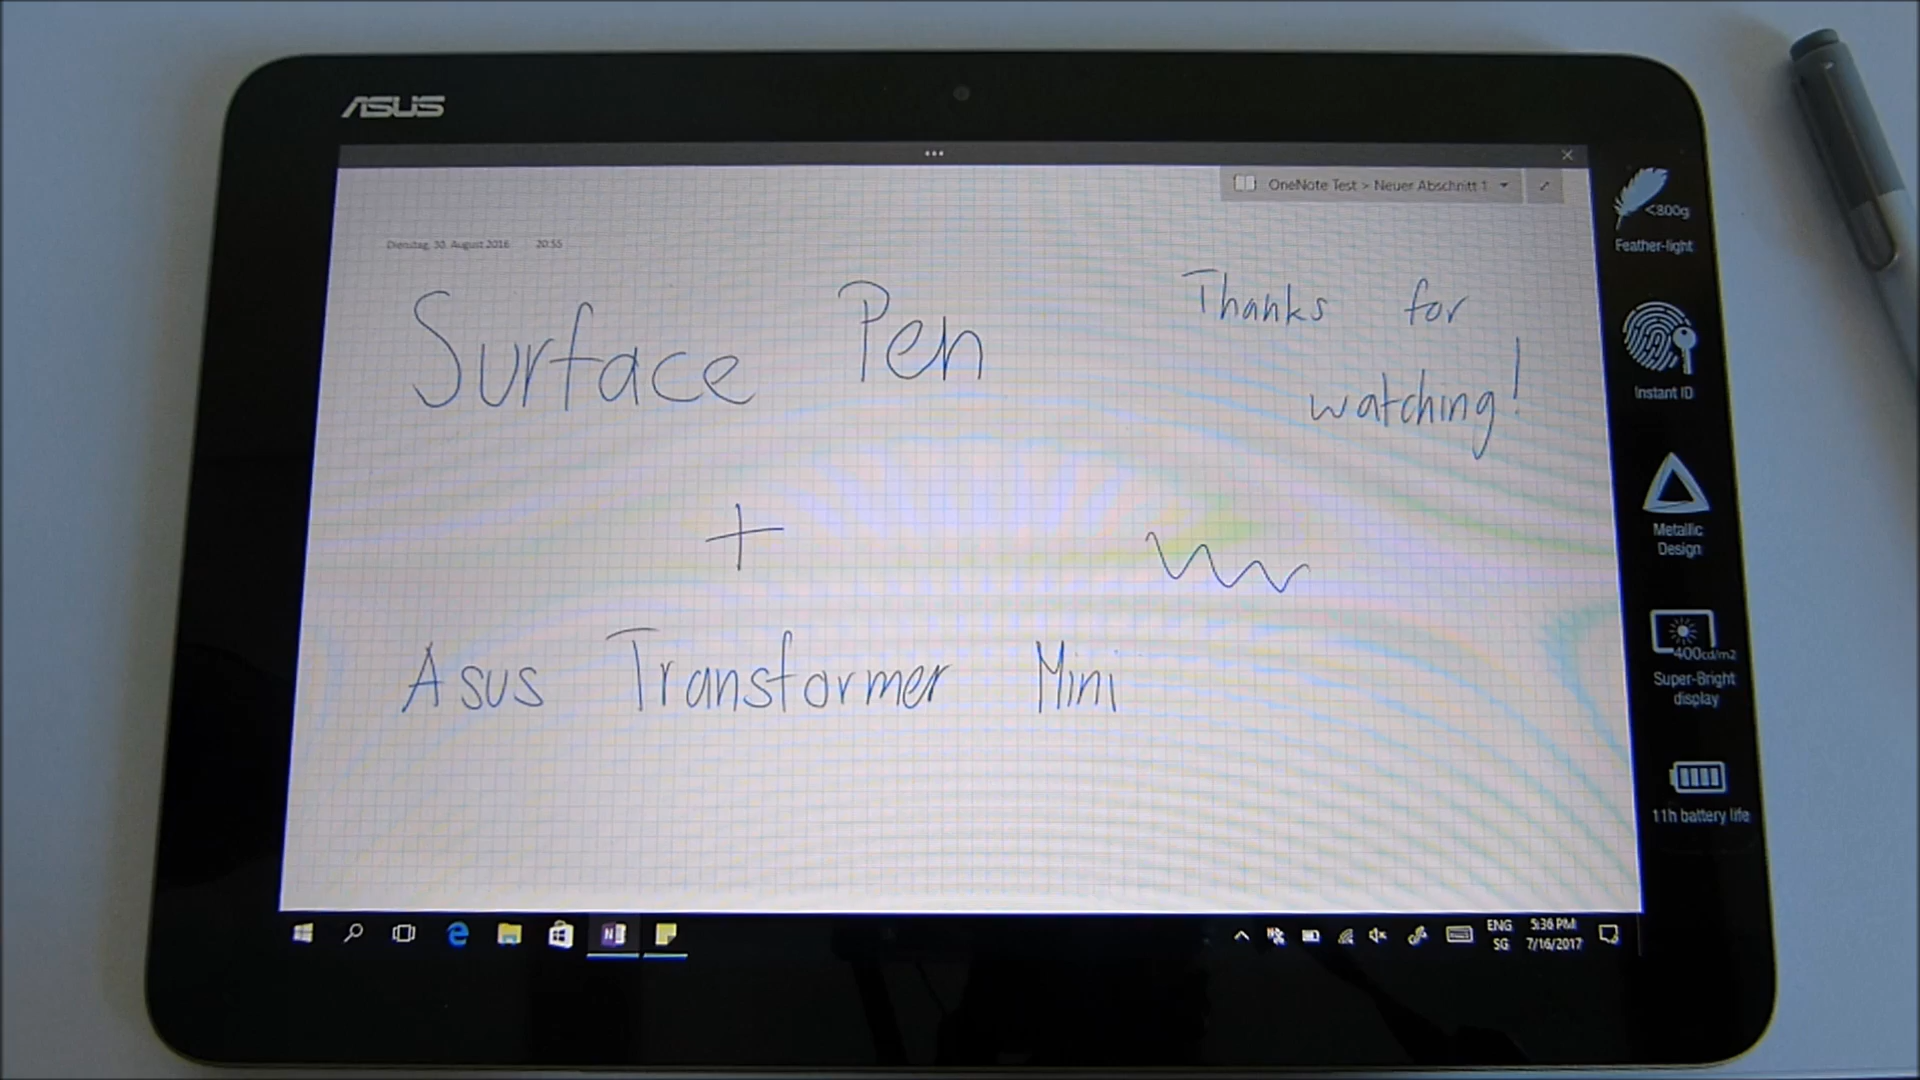 ASUS
OneNote Test > Neuer Abschnitt 1
Dienstag, 30. August 2016 20:55
Surface Pen
Thanks for
watching!
+
Asus Transformer Mini
<800g
Feather-light
Instant ID
Metallic
Design
400cd/m2
Super-Bright
display
11h battery life
ENG
SG
5:36 PM
7/16/2017